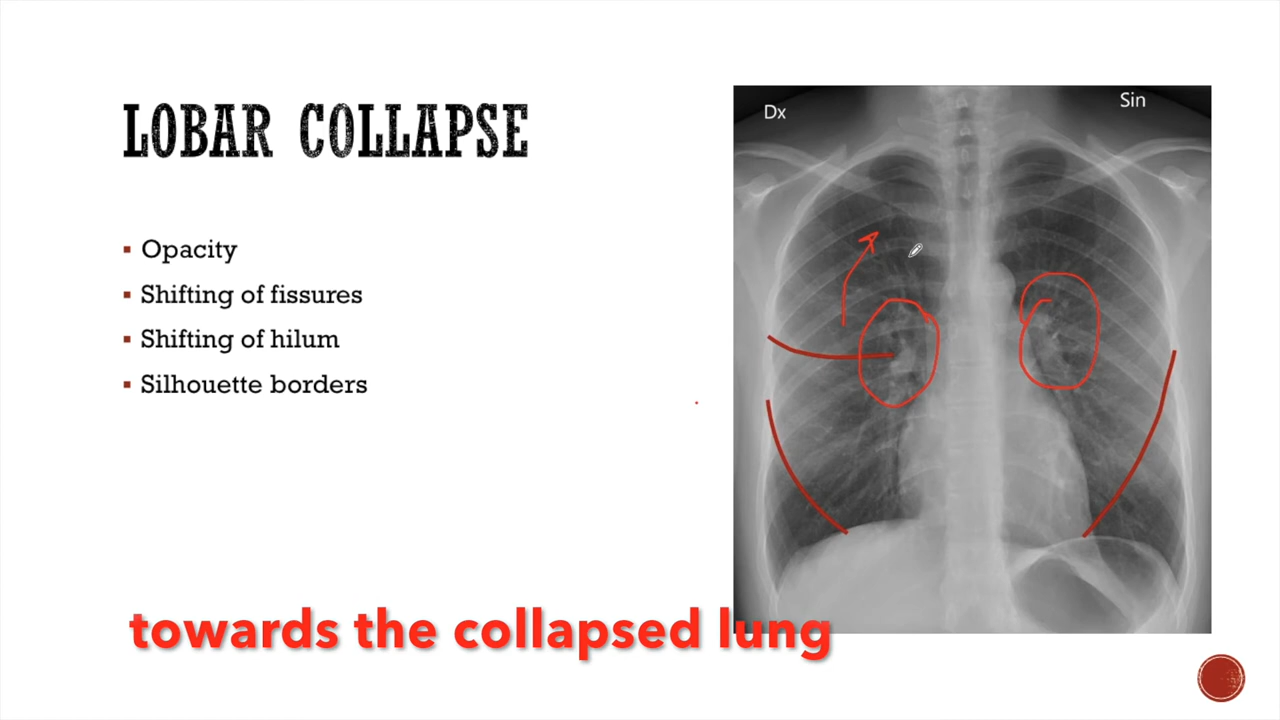 LOBAR COLLAPSE
Opacity
Shifting of fissures
Shifting of hilum
Silhouette borders
Dx
Sin
towards the collapsed lung